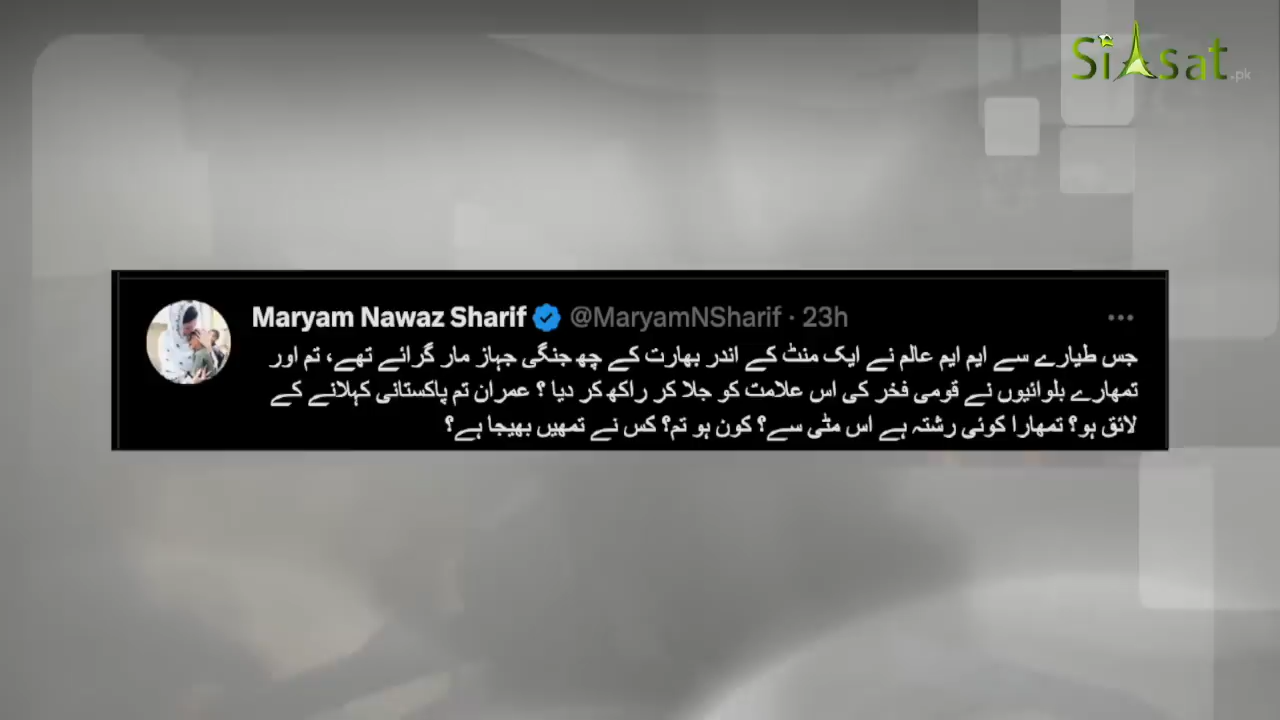 SiAsat.pk
Maryam Nawaz Sharif @MaryamNSharif · 23h
جس طیارے سے ایم ایم عالم نے ایک منٹ کے اندر بھارت کے چھ جنگی جہاز مار گرائے تھے، تم اور
تمھارے بلوائیوں نے قومی فخر کی اس علامت کو جلا کر راکھ کر دیا ؟ عمران تم پاکستانی کہلانے کے
لائق ہو؟ تمھارا کوئی رشتہ ہے اس مٹی سے؟ کون ہو تم؟ کس نے تمھیں بھیجا ہے؟